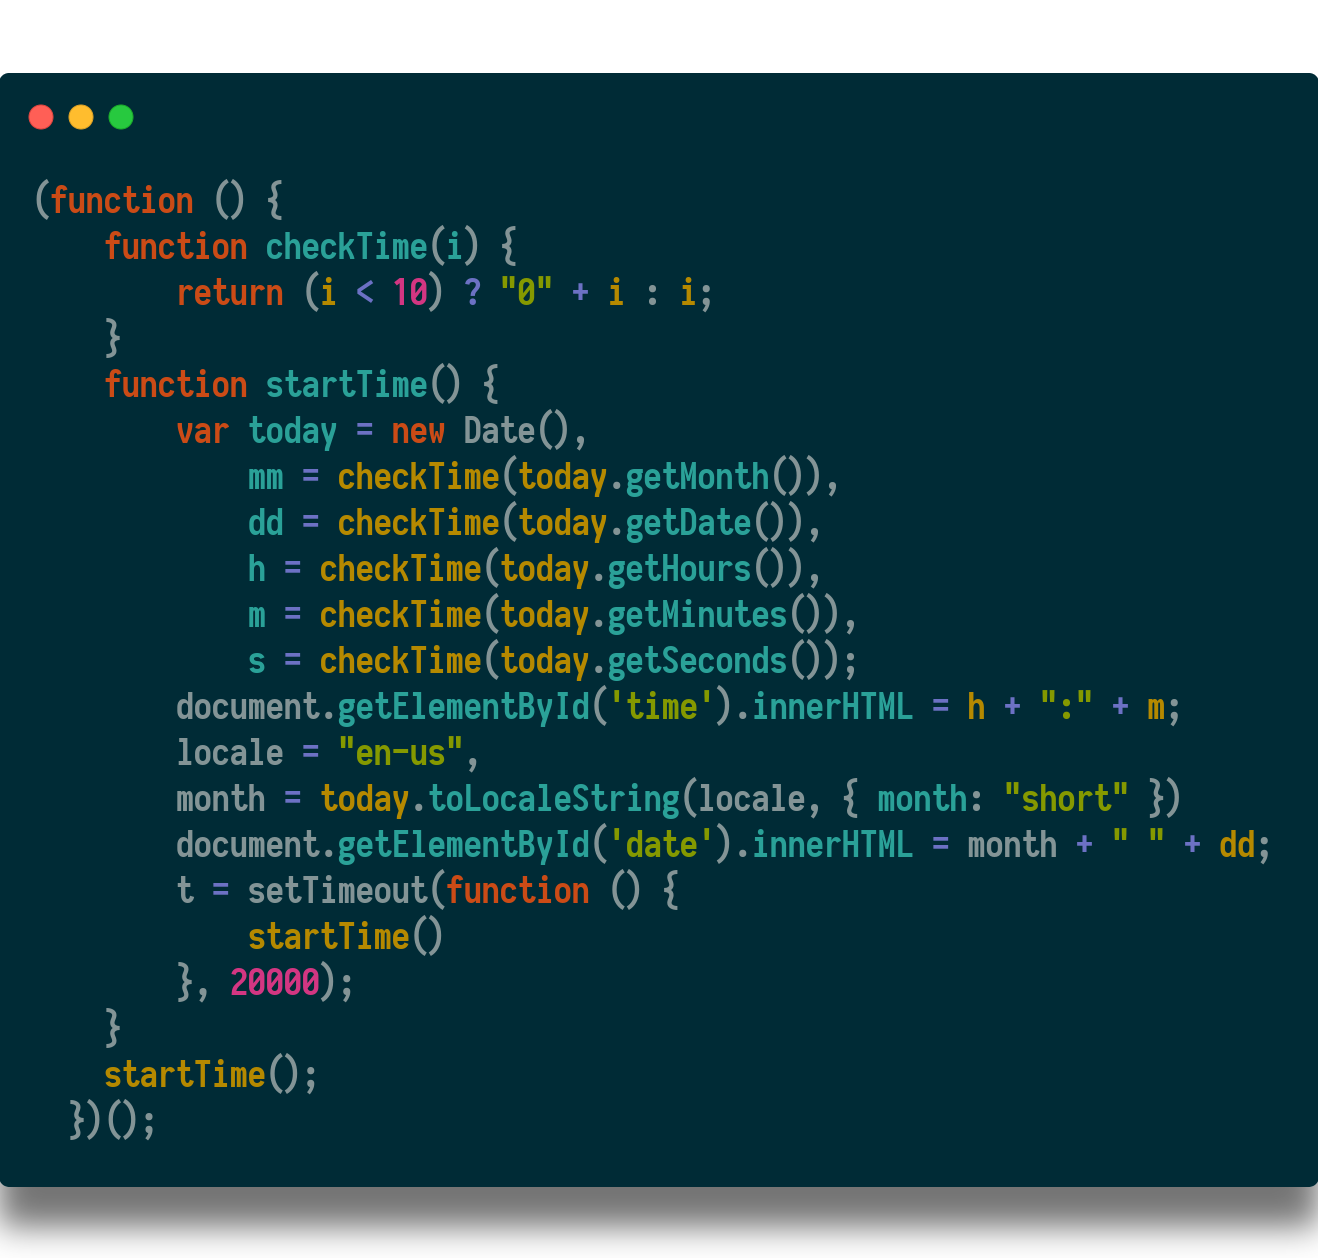 (function () {
    function checkTime(i) {
        return (i < 10) ? "0" + i : i;
    }
    function startTime() {
        var today = new Date(),
            mm = checkTime(today.getMonth()),
            dd = checkTime(today.getDate()),
            h = checkTime(today.getHours()),
            m = checkTime(today.getMinutes()),
            s = checkTime(today.getSeconds());
        document.getElementById('time').innerHTML = h + ":" + m;
        locale = "en-us",
        month = today.toLocaleString(locale, { month: "short" })
        document.getElementById('date').innerHTML = month + " " + dd;
        t = setTimeout(function () {
            startTime()
        }, 20000);
    }
    startTime();
  })();